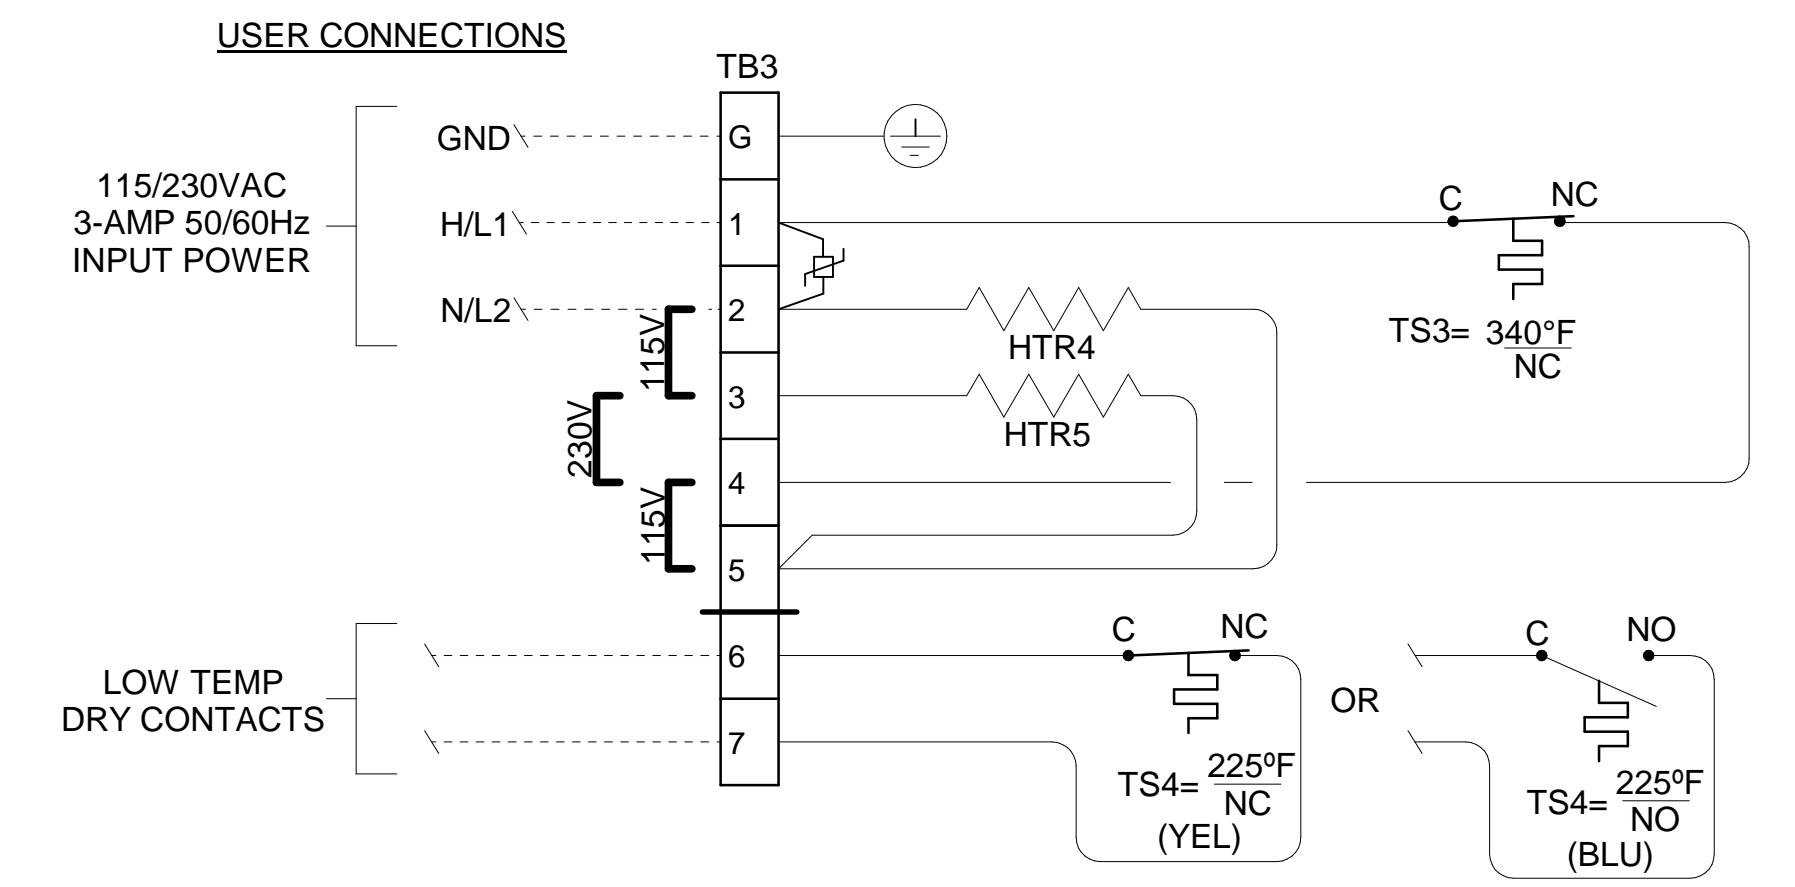 USER CONNECTIONS
TB3
GND
G
115/230VAC
3-AMP 50/60Hz
INPUT POWER
H/L1
1
C
NC
N/L2
2
115V
HTR4
TS3= 340°F
NC
3
230V
HTR5
4
115V
5
LOW TEMP
DRY CONTACTS
6
C
NC
OR
C
NO
7
TS4= 225ºF
NC
(YEL)
TS4= 225ºF
NO
(BLU)